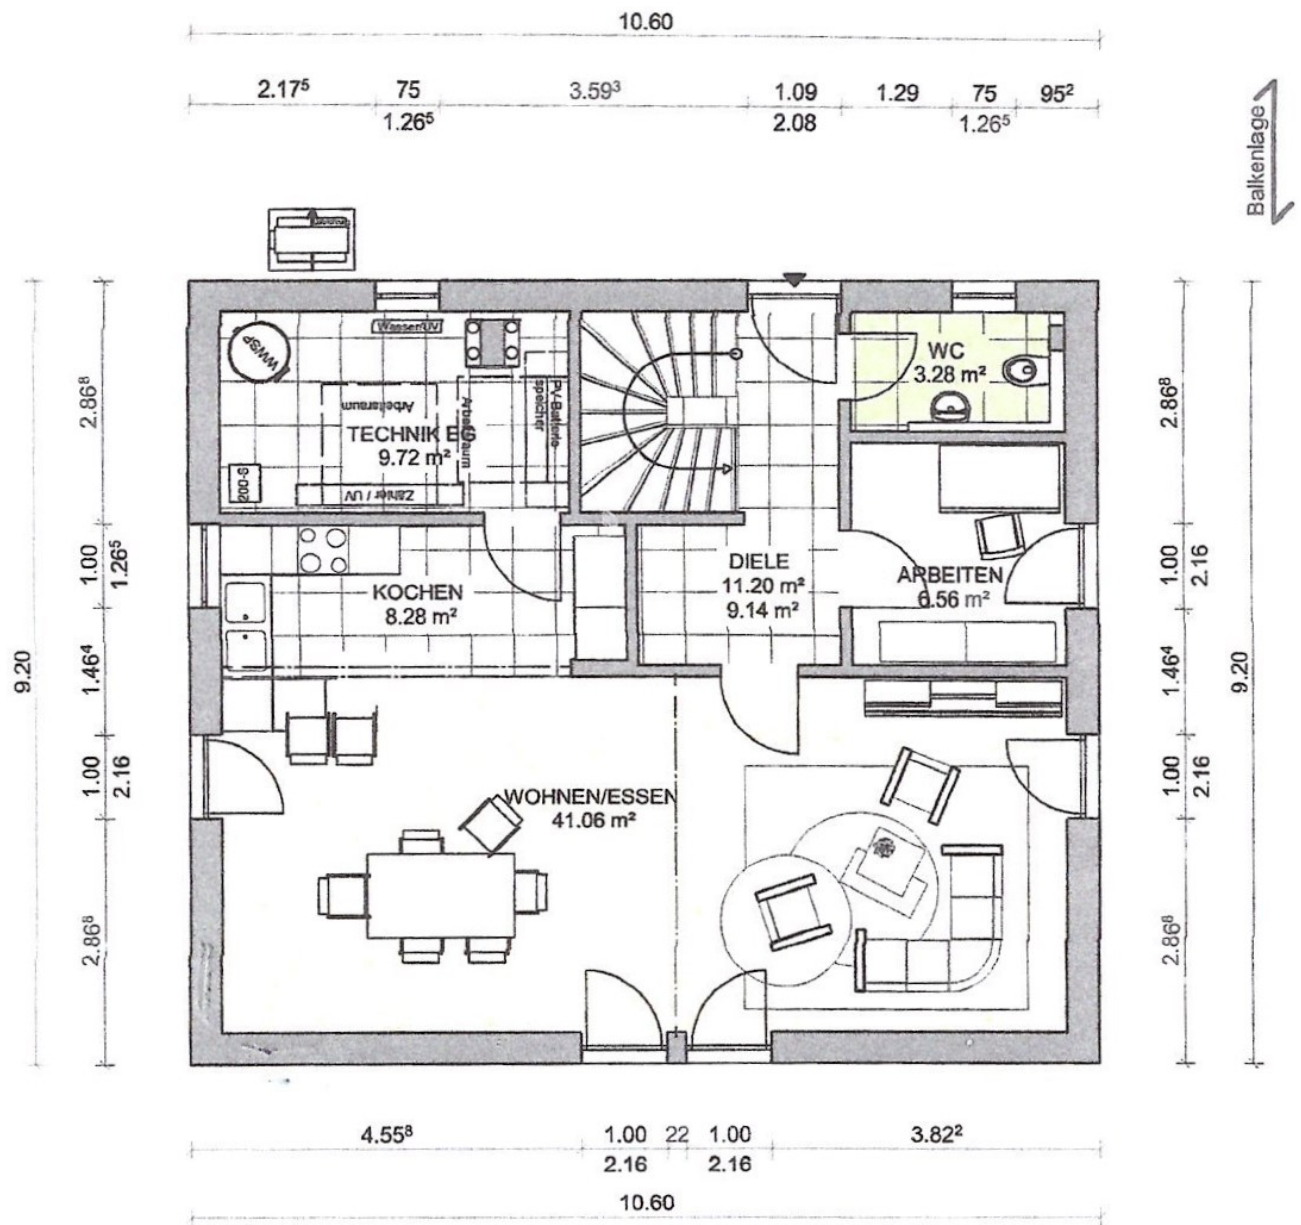 10.60
2.17⁵ 75 3.59³ 1.09 1.29 75 95²
1.26⁵ 2.08 1.26⁵
Balkenlage
Wasser/UV
WWSP
Arbeitsraum
Arbeitsraum
PV-Batterie-
speicher
TECHNIK EG
9.72 m²
200-S
Zähler / UV
WC
3.28 m²
2.86⁸
2.86⁸
KOCHEN
8.28 m²
DIELE
11.20 m²
9.14 m²
ARBEITEN
6.56 m²
1.00
1.26⁵
1.00
2.16
9.20
1.46⁴
1.46⁴
9.20
1.00
2.16
WOHNEN/ESSEN
41.06 m²
1.00
2.16
2.86⁸
2.86⁸
4.55⁸ 1.00 22 1.00 3.82²
2.16 2.16
10.60